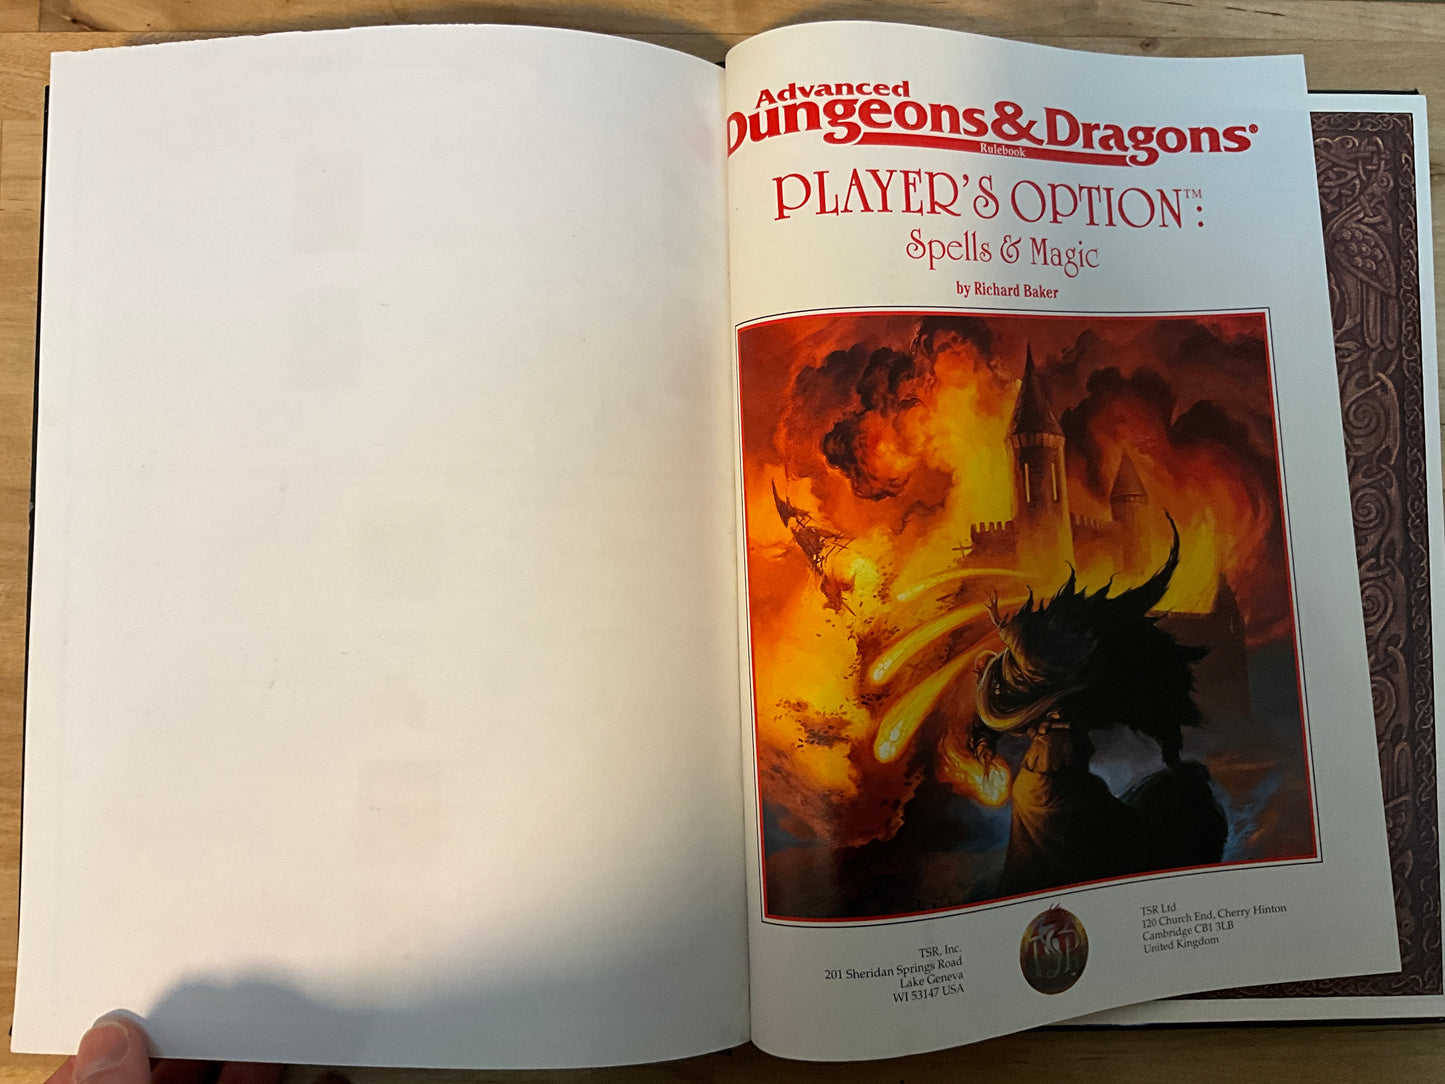 Advanced
Dungeons & Dragons®
Rulebook
PLAYER'S OPTION™:
Spells & Magic
by Richard Baker
TSR, Inc.
201 Sheridan Springs Road
Lake Geneva
WI 53147 USA
TSR
TSR Ltd.
120 Church End, Cherry Hinton
Cambridge CB1 3LB
United Kingdom